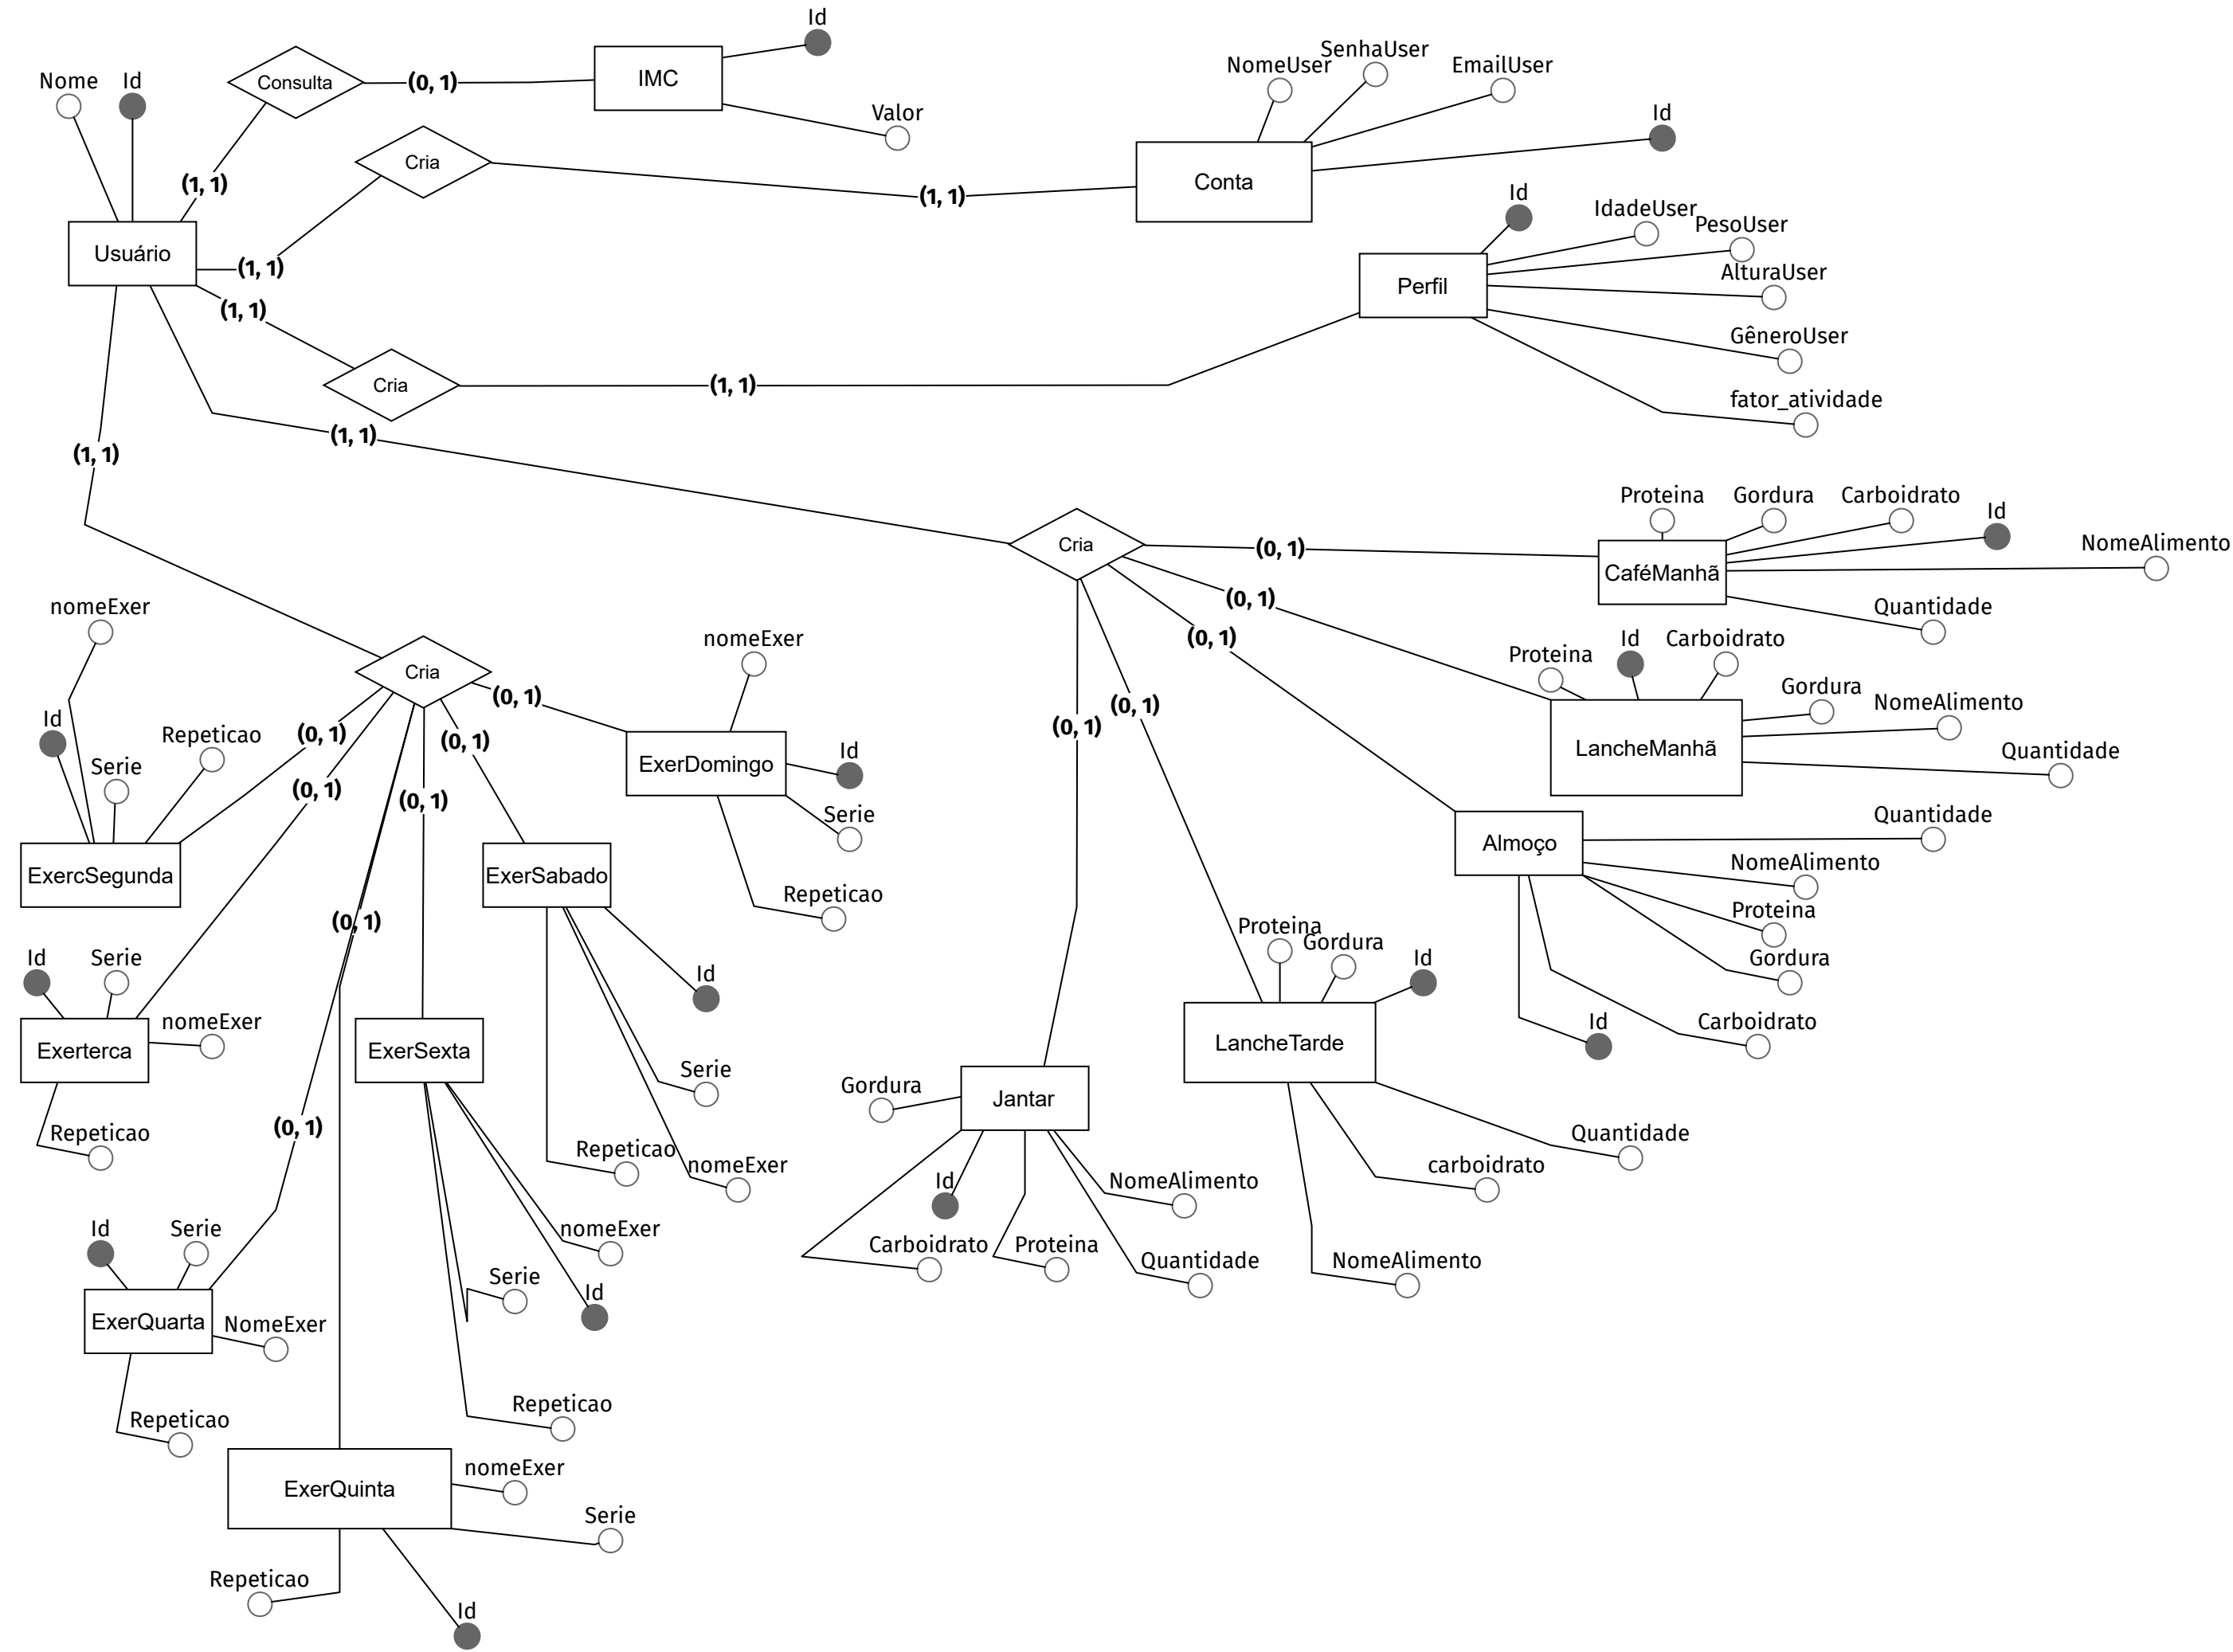 Id
SenhaUser
NomeUser
EmailUser
Nome
Id
Consulta
(0, 1)
IMC
Valor
Id
Cria
(1, 1)
(1, 1)
Conta
Id
IdadeUser
PesoUser
Usuário
(1, 1)
AlturaUser
Perfil
(1, 1)
GêneroUser
Cria
(1, 1)
fator_atividade
(1, 1)
(1, 1)
Proteina
Gordura
Carboidrato
Id
NomeAlimento
Cria
(0, 1)
CaféManhã
Quantidade
(0, 1)
(0, 1)
Proteina
Id
Carboidrato
Gordura
NomeAlimento
LancheManhã
Quantidade
nomeExer
nomeExer
Cria
(0, 1)
Id
Repeticao
(0, 1)
(0, 1)
(0, 1)
(0, 1)
Serie
(0, 1)
(0, 1)
ExerDomingo
Id
Serie
Repeticao
Quantidade
Almoço
NomeAlimento
Proteina
Gordura
Carboidrato
Id
ExercSegunda
ExerSabado
(0, 1)
Id
Serie
Repeticao
nomeExer
Proteina
Gordura
Id
LancheTarde
Quantidade
carboidrato
NomeAlimento
Id
Serie
nomeExer
Exerterca
Repeticao
ExerSexta
Gordura
Jantar
Id
NomeAlimento
Carboidrato
Proteina
Quantidade
(0, 1)
nomeExer
Serie
Id
Repeticao
Id
Serie
ExerQuarta
NomeExer
Repeticao
nomeExer
ExerQuinta
Serie
Repeticao
Id